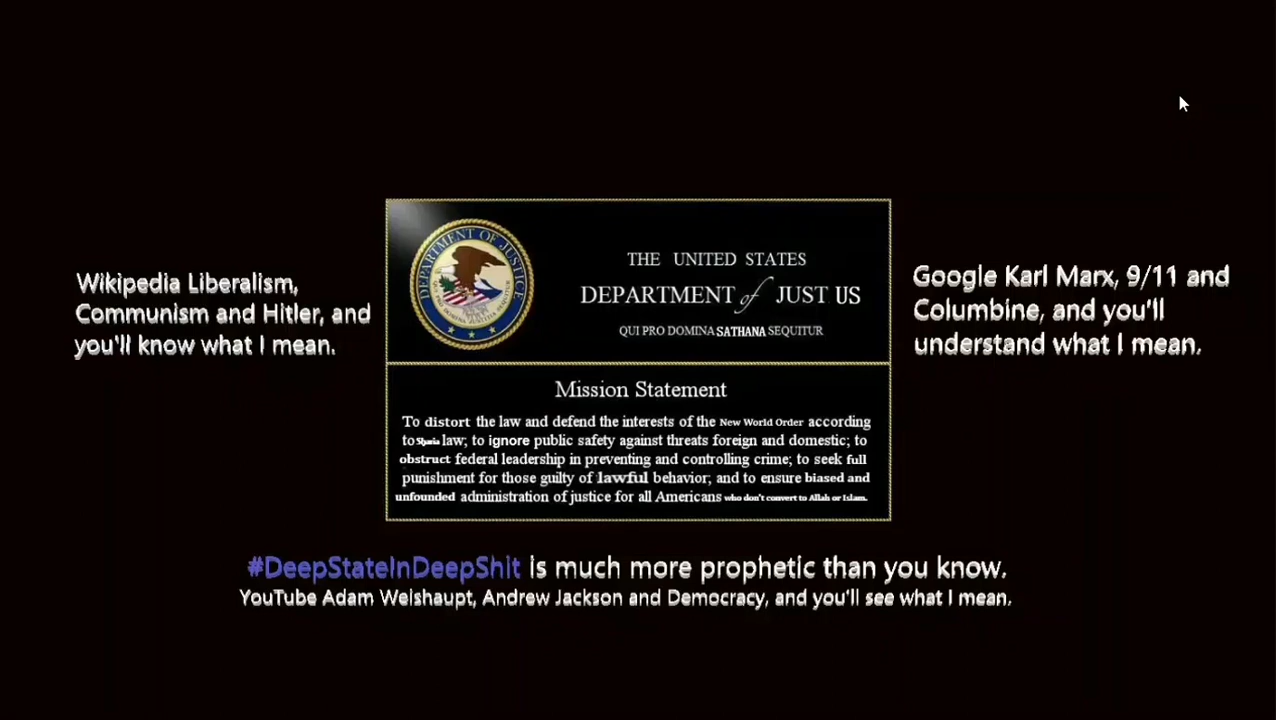 Wikipedia Liberalism,
Communism and Hitler, and
you'll know what I mean.
DEPARTMENT OF JUSTICE
THE UNITED STATES
DEPARTMENT of JUST US
QUI PRO DOMINA SATHANA SEQUITUR
Mission Statement
To distort the law and defend the interests of the New World Order according
to Sharia law; to ignore public safety against threats foreign and domestic; to
obstruct federal leadership in preventing and controlling crime; to seek full
punishment for those guilty of lawful behavior; and to ensure biased and
unfounded administration of justice for all Americans who don't convert to Allah or Islam.
Google Karl Marx, 9/11 and
Columbine, and you'll
understand what I mean.
#DeepStateInDeepShit is much more prophetic than you know.
YouTube Adam Weishaupt, Andrew Jackson and Democracy, and you'll see what I mean.